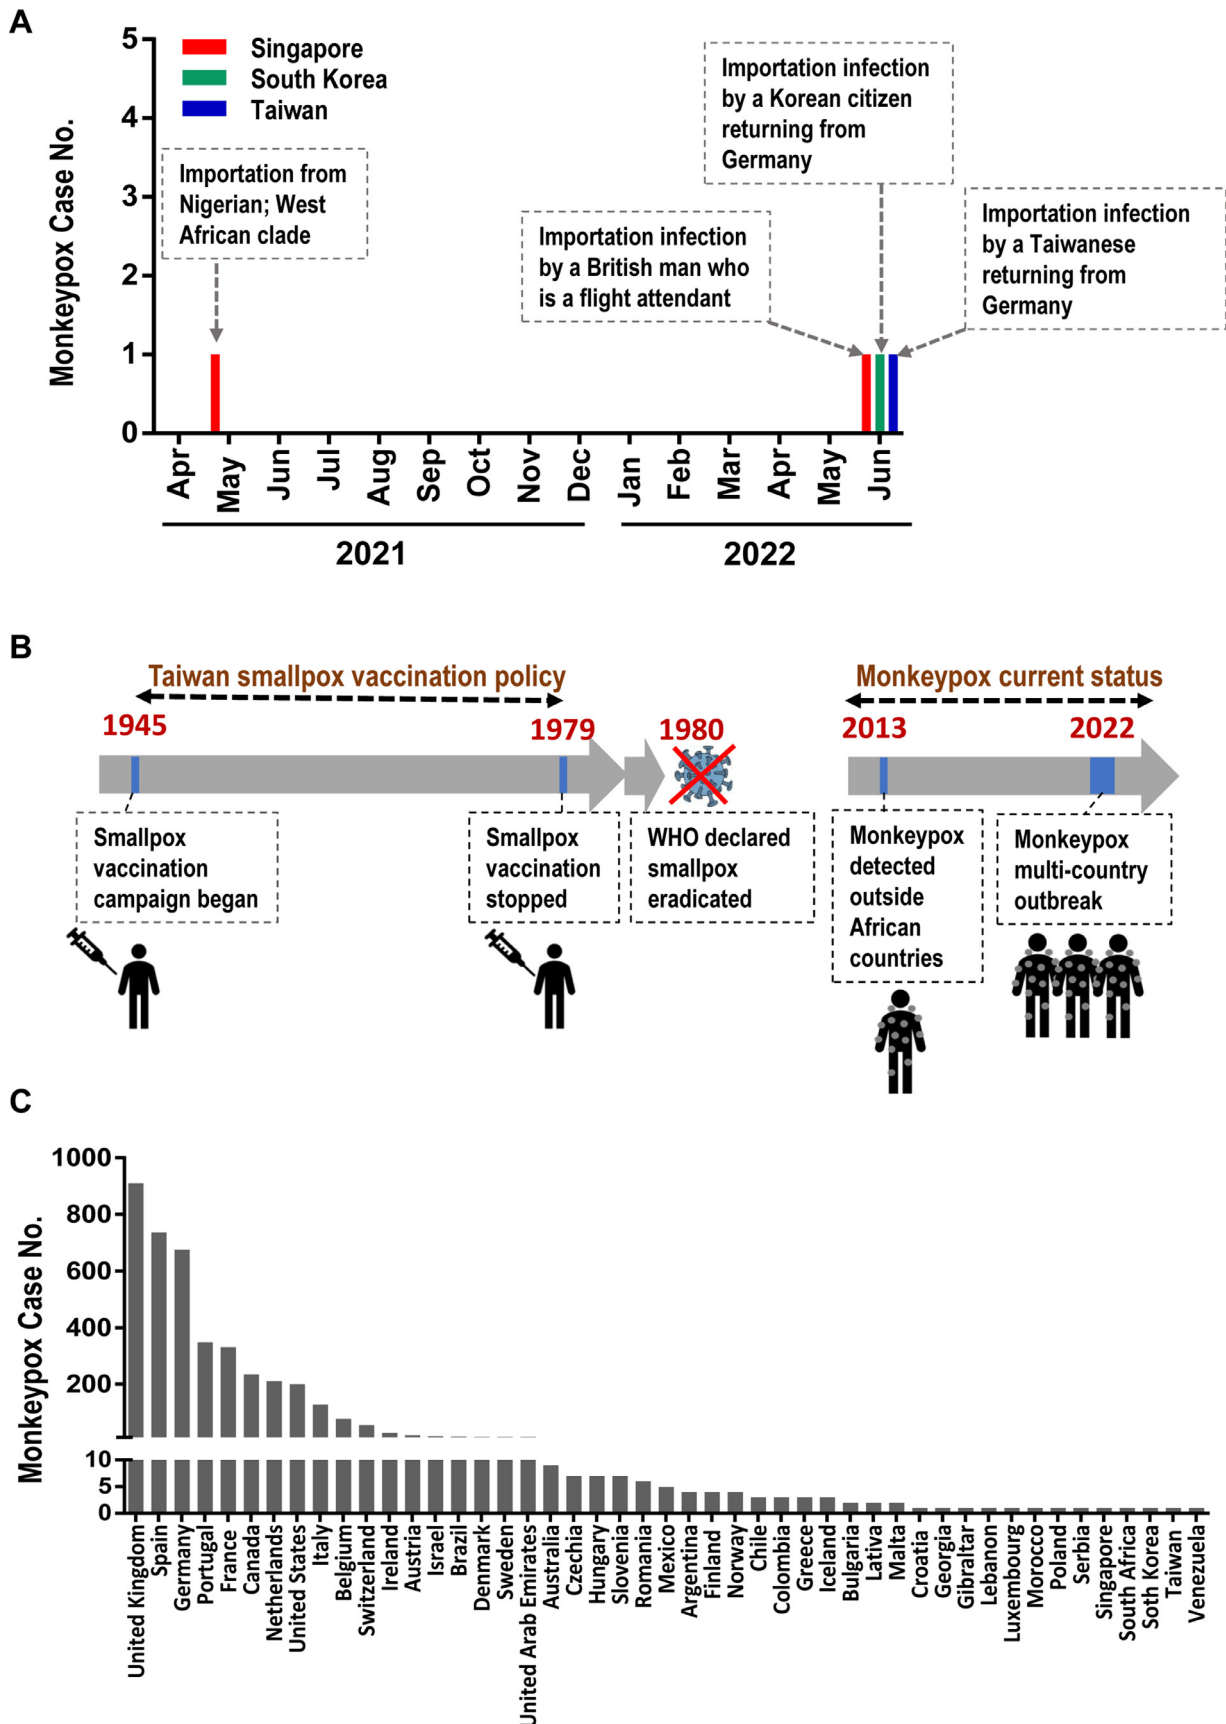 A
Monkeypox Case No.
5
4
3
2
1
0
Singapore
South Korea
Taiwan
Importation from
Nigerian; West
African clade
Importation infection
by a British man who
is a flight attendant
Importation infection
by a Korean citizen
returning from
Germany
Importation infection
by a Taiwanese
returning from
Germany
Apr
May
Jun
Jul
Aug
Sep
Oct
Nov
Dec
Jan
Feb
Mar
Apr
May
Jun
2021
2022
B
Taiwan smallpox vaccination policy
Monkeypox current status
1945
1979
1980
2013
2022
Smallpox
vaccination
campaign began
Smallpox
vaccination
stopped
WHO declared
smallpox
eradicated
Monkeypox
detected
outside
African
countries
Monkeypox
multi-country
outbreak
C
Monkeypox Case No.
1000
800
600
400
200
10
5
0
United Kingdom
Spain
Germany
Portugal
France
Canada
Netherlands
United States
Italy
Belgium
Switzerland
Ireland
Austria
Israel
Brazil
Denmark
Sweden
United Arab Emirates
Australia
Czechia
Hungary
Slovenia
Romania
Mexico
Argentina
Finland
Norway
Chile
Colombia
Greece
Iceland
Bulgaria
Lativa
Malta
Croatia
Georgia
Gibraltar
Lebanon
Luxembourg
Morocco
Poland
Serbia
Singapore
South Africa
Soth Korea
Taiwan
Venezuela